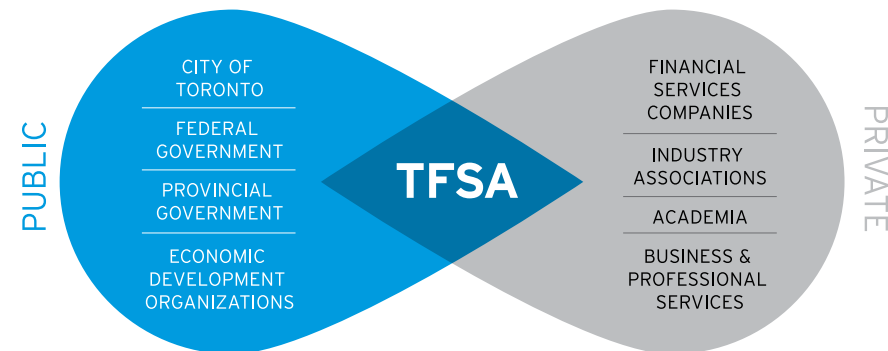 PUBLIC
CITY OF
TORONTO
FEDERAL
GOVERNMENT
PROVINCIAL
GOVERNMENT
ECONOMIC
DEVELOPMENT
ORGANIZATIONS
TFSA
FINANCIAL
SERVICES
COMPANIES
INDUSTRY
ASSOCIATIONS
ACADEMIA
BUSINESS &
PROFESSIONAL
SERVICES
PRIVATE